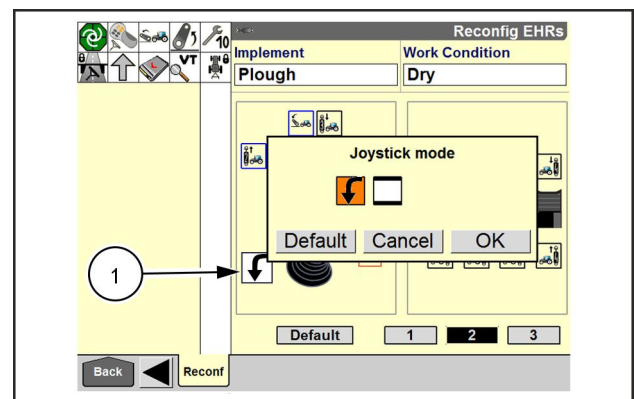 Reconfig EHRs
5
10
VT
Implement
Work Condition
Plough
Dry
L
Joystick mode
Default Cancel OK
1
Default 1 2 3
Back
Reconf